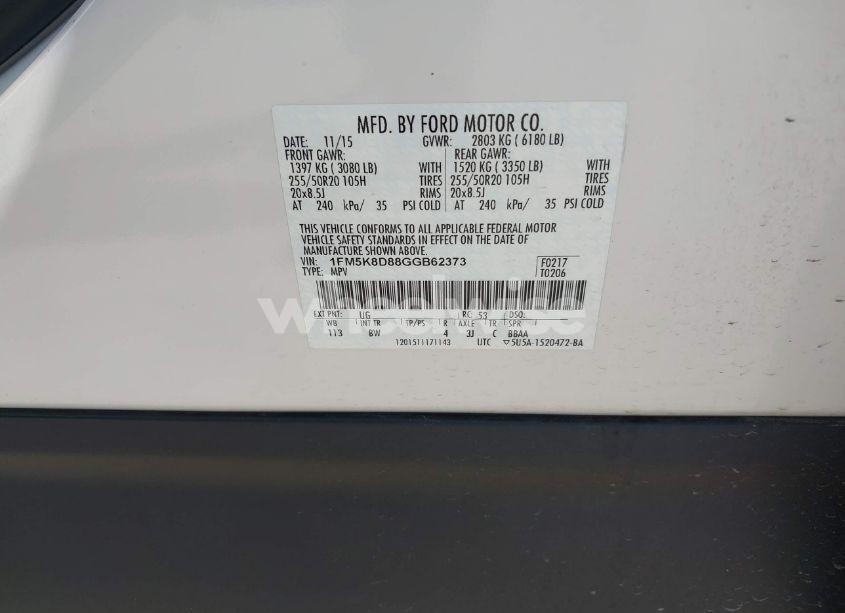 MFD. BY FORD MOTOR CO.
DATE: 11/15 GVWR: 2803 KG ( 6180 LB)
FRONT GAWR: REAR GAWR:
1397 KG ( 3080 LB) WITH 1520 KG ( 3350 LB) WITH
255/50R20 105H TIRES 255/50R20 105H TIRES
20x8.5J RIMS 20x8.5J RIMS
AT 240 kPa/ 35 PSI COLD AT 240 kPa/ 35 PSI COLD
THIS VEHICLE CONFORMS TO ALL APPLICABLE FEDERAL MOTOR
VEHICLE SAFETY STANDARDS IN EFFECT ON THE DATE OF
MANUFACTURE SHOWN ABOVE.
VIN: 1FM5K8D88GGB62373 F0217
TYPE: MPV T0206
wheelwise
EXT PNT: UG RC: 53 DSO:
WB INT TR TP/PS R AXLE TR SPR
113 BW 4 3J C BBAA
1201511171143 UTC ▽5U5A-1520472-BA